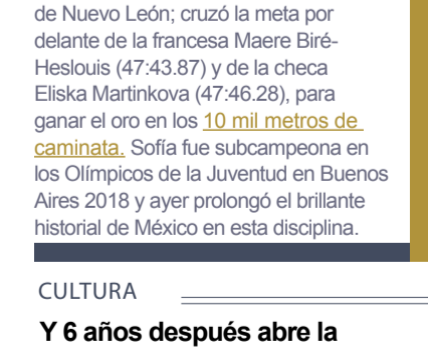 de Nuevo León; cruzó la meta por
delante de la francesa Maere Biré-
Heslouis (47:43.87) y de la checa
Eliska Martinkova (47:46.28), para
ganar el oro en los 10 mil metros de
caminata. Sofía fue subcampeona en
los Olímpicos de la Juventud en Buenos
Aires 2018 y ayer prolongó el brillante
historial de México en esta disciplina.
CULTURA
Y 6 años después abre la